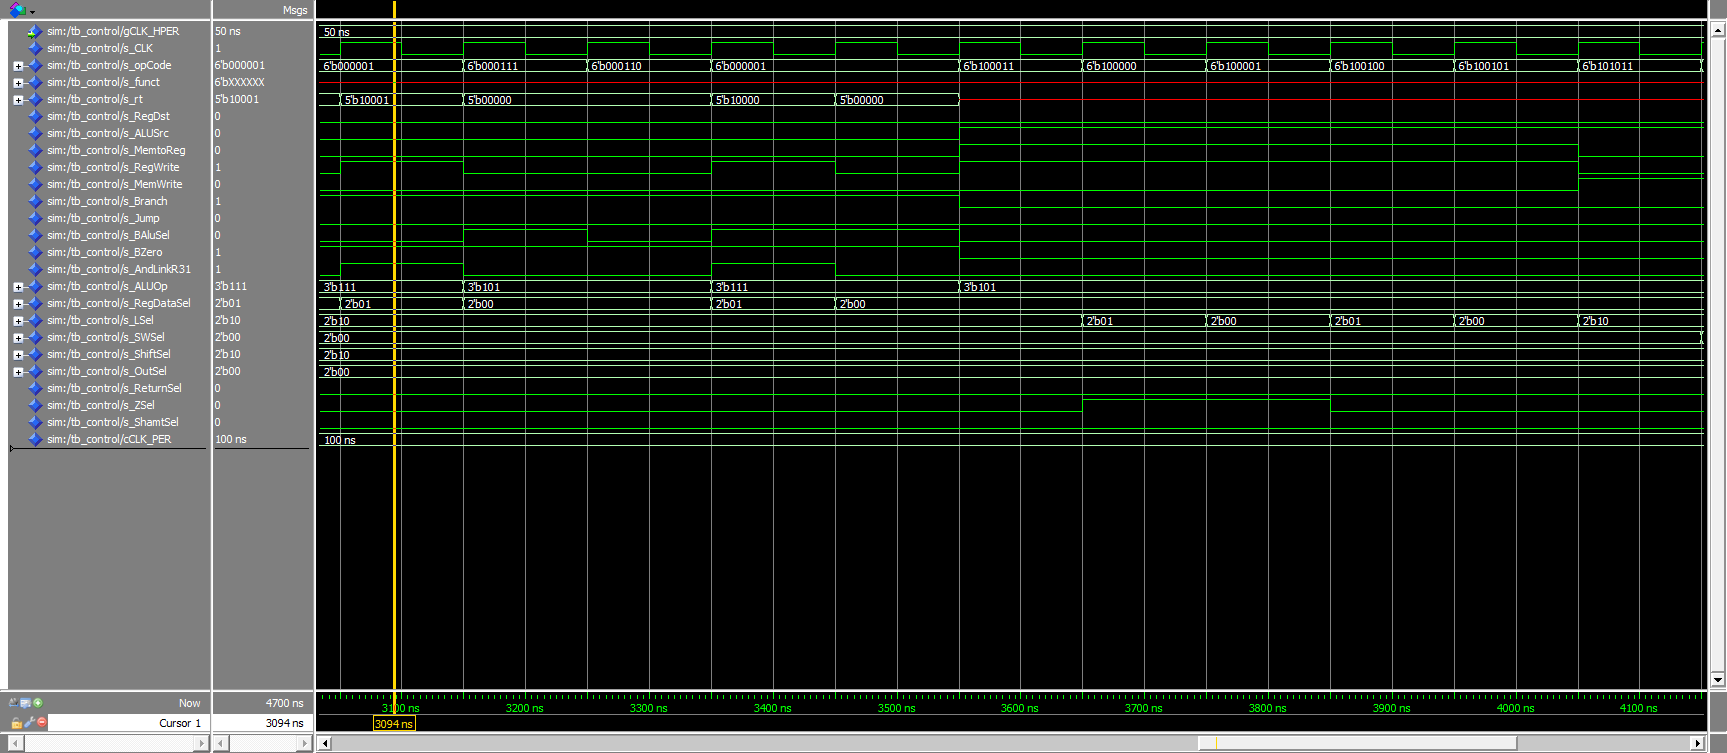 Msgs
sim:/tb_control/gCLK_HPER 50 ns 50 ns
sim:/tb_control/s_CLK 1
sim:/tb_control/s_opCode 6'b000001 6'b000001 6'b000111 6'b000110 6'b000001 6'b100011 6'b100000 6'b100001 6'b100100 6'b100101 6'b101011
sim:/tb_control/s_funct 6'bXXXXXX
sim:/tb_control/s_rt 5'b10001 5'b10001 5'b00000 5'b10000 5'b00000
sim:/tb_control/s_RegDst 0
sim:/tb_control/s_ALUSrc 0
sim:/tb_control/s_MemtoReg 0
sim:/tb_control/s_RegWrite 1
sim:/tb_control/s_MemWrite 0
sim:/tb_control/s_Branch 1
sim:/tb_control/s_Jump 0
sim:/tb_control/s_BAluSel 0
sim:/tb_control/s_BZero 1
sim:/tb_control/s_AndLinkR31 1
sim:/tb_control/s_ALUOp 3'b111 3'b111 3'b101 3'b111 3'b101
sim:/tb_control/s_RegDataSel 2'b01 2'b01 2'b00 2'b01 2'b00
sim:/tb_control/s_LSel 2'b10 2'b10 2'b01 2'b00 2'b01 2'b00 2'b10
sim:/tb_control/s_SWSel 2'b00 2'b00
sim:/tb_control/s_ShiftSel 2'b10 2'b10
sim:/tb_control/s_OutSel 2'b00 2'b00
sim:/tb_control/s_ReturnSel 0
sim:/tb_control/s_ZSel 0
sim:/tb_control/s_ShamtSel 0
sim:/tb_control/cCLK_PER 100 ns 100 ns
Now 4700 ns 3100 ns 3200 ns 3300 ns 3400 ns 3500 ns 3600 ns 3700 ns 3800 ns 3900 ns 4000 ns 4100 ns
Cursor 1 3094 ns 3094 ns